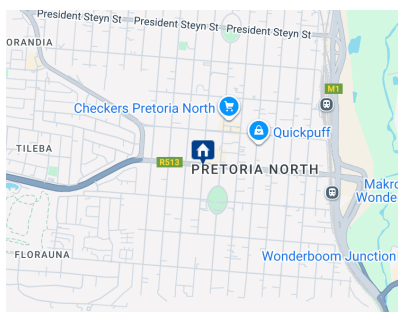 President Steyn St
President Steyn St
President Steyn St
ORANDIA
M1
Checkers Pretoria North
Quickpuff
TILEBA
R513
PRETORIA NORTH
Makro
Wonde
FLORAUNA
Wonderboom Junction